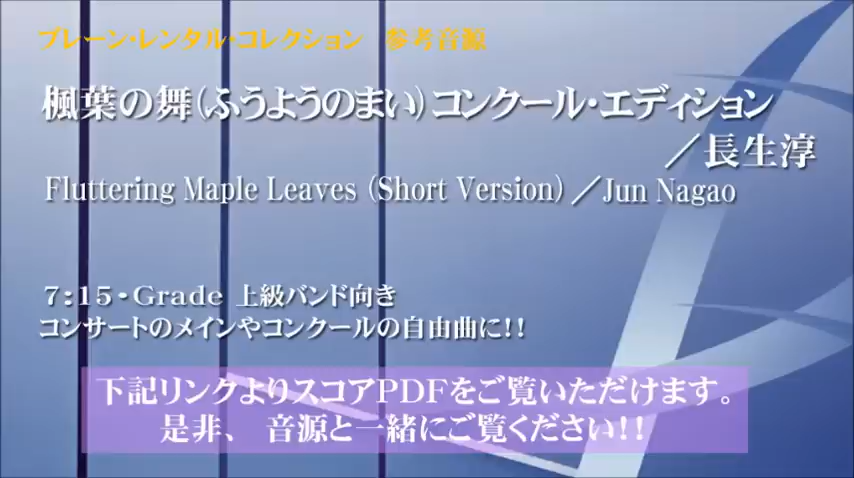 ブレーン・レンタル・コレクション 参考音源
楓葉の舞(ふうようのまい)コンクール・エディション
／長生淳
Fluttering Maple Leaves (Short Version)／Jun Nagao
7:15・Grade 上級バンド向き
コンサートのメインやコンクールの自由曲に!!
下記リンクよりスコアPDFをご覧いただけます。
是非、 音源と一緒にご覧ください!!